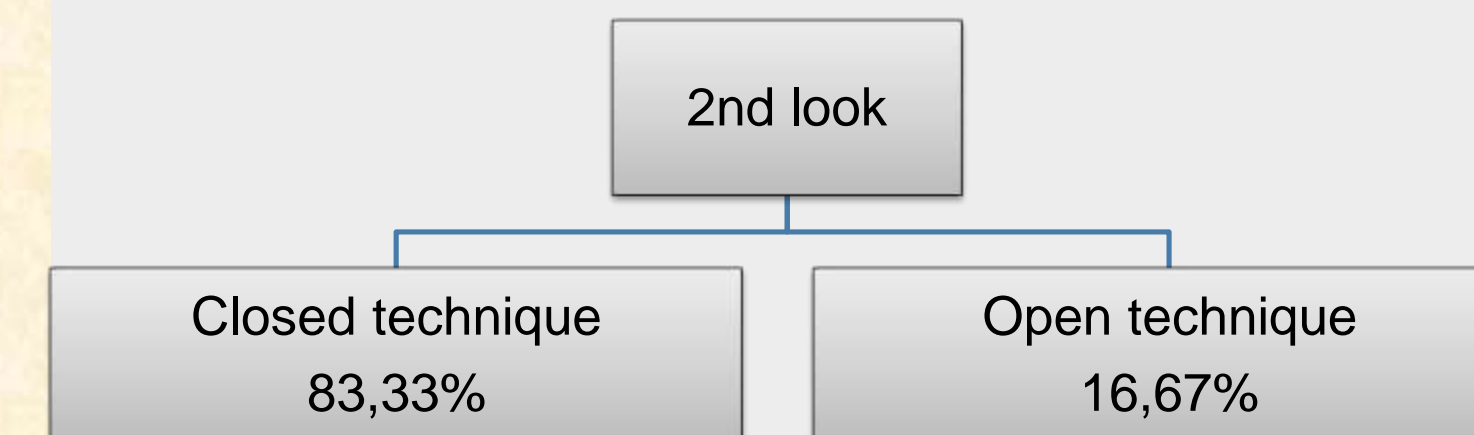 2nd look
Closed technique
83,33%
Open technique
16,67%